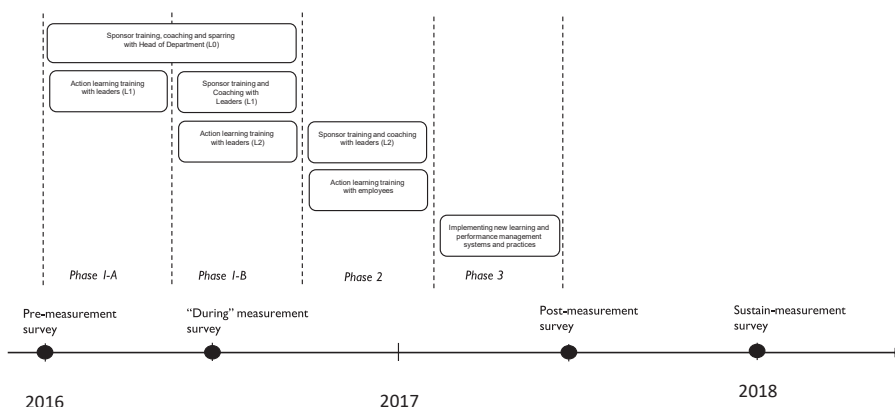 Sponsor training, coaching and sparring
with Head of Department (L0)
Action learning training
with leaders (L1)
Sponsor training and
Coaching with
Leaders (L1)
Action learning training
with leaders (L2)
Sponsor training and coaching
with leaders (L2)
Action learning training
with employees
Implementing new learning and
performance management
systems and practices
Phase 1-A
Phase 1-B
Phase 2
Phase 3
Pre-measurement
survey
“During” measurement
survey
Post-measurement
survey
Sustain-measurement
survey
2016
2017
2018